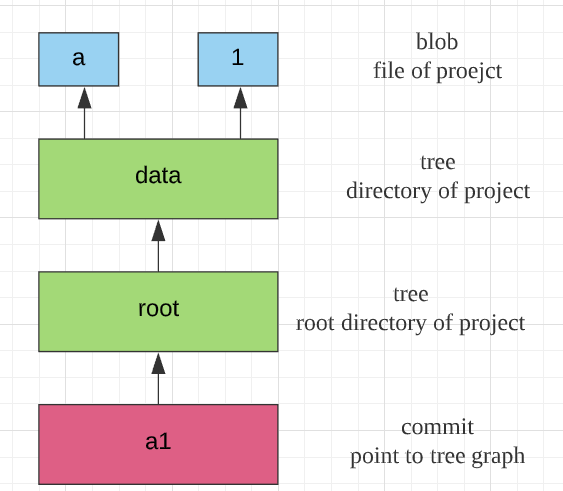 a
1
blob
file of proejct
data
tree
directory of project
root
tree
root directory of project
a1
commit
point to tree graph